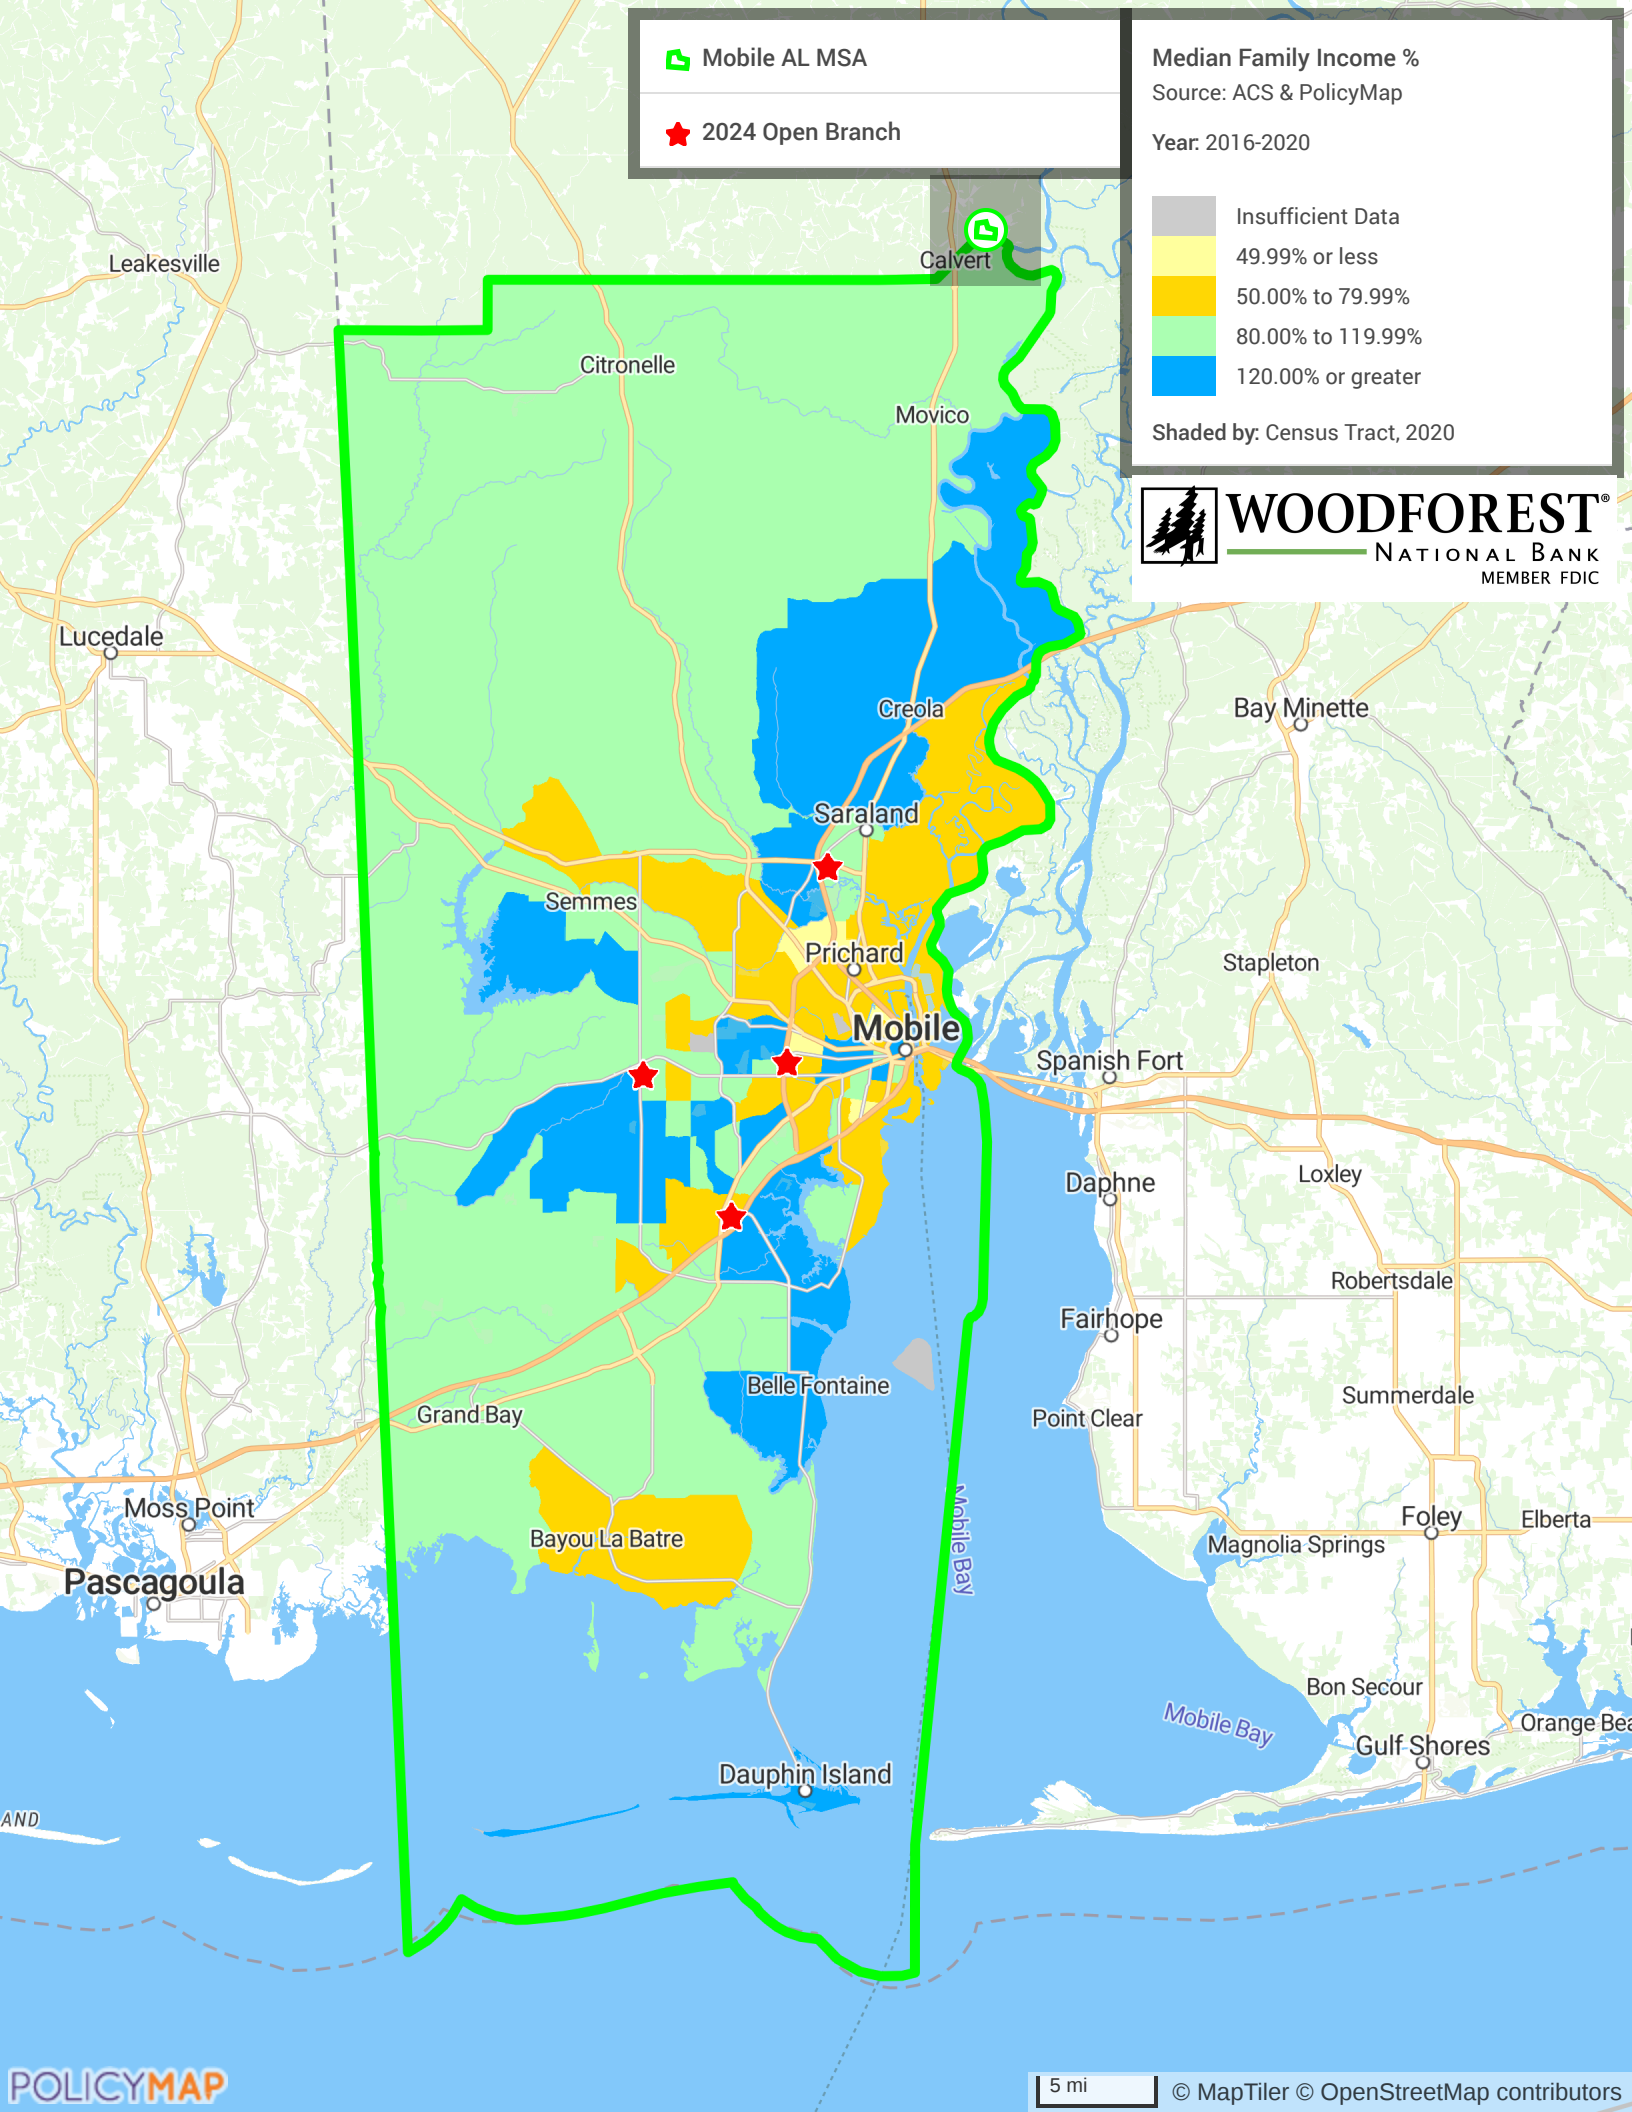 Mobile AL MSA
2024 Open Branch
Median Family Income %
Source: ACS & PolicyMap
Year: 2016-2020
Insufficient Data
49.99% or less
50.00% to 79.99%
80.00% to 119.99%
120.00% or greater
Shaded by: Census Tract, 2020
WOODFOREST®
NATIONAL BANK
MEMBER FDIC
Leakesville
Calvert
Citronelle
Movico
Lucedale
Creola
Bay Minette
Saraland
Semmes
Prichard
Stapleton
Mobile
Spanish Fort
Daphne
Loxley
Robertsdale
Fairhope
Belle Fontaine
Summerdale
Grand Bay
Point Clear
Moss Point
Mobile Bay
Foley
Elberta
Bayou La Batre
Magnolia Springs
Pascagoula
Bon Secour
Mobile Bay
Orange Bea
Gulf Shores
Dauphin Island
AND
POLICYMAP
5 mi
© MapTiler © OpenStreetMap contributors